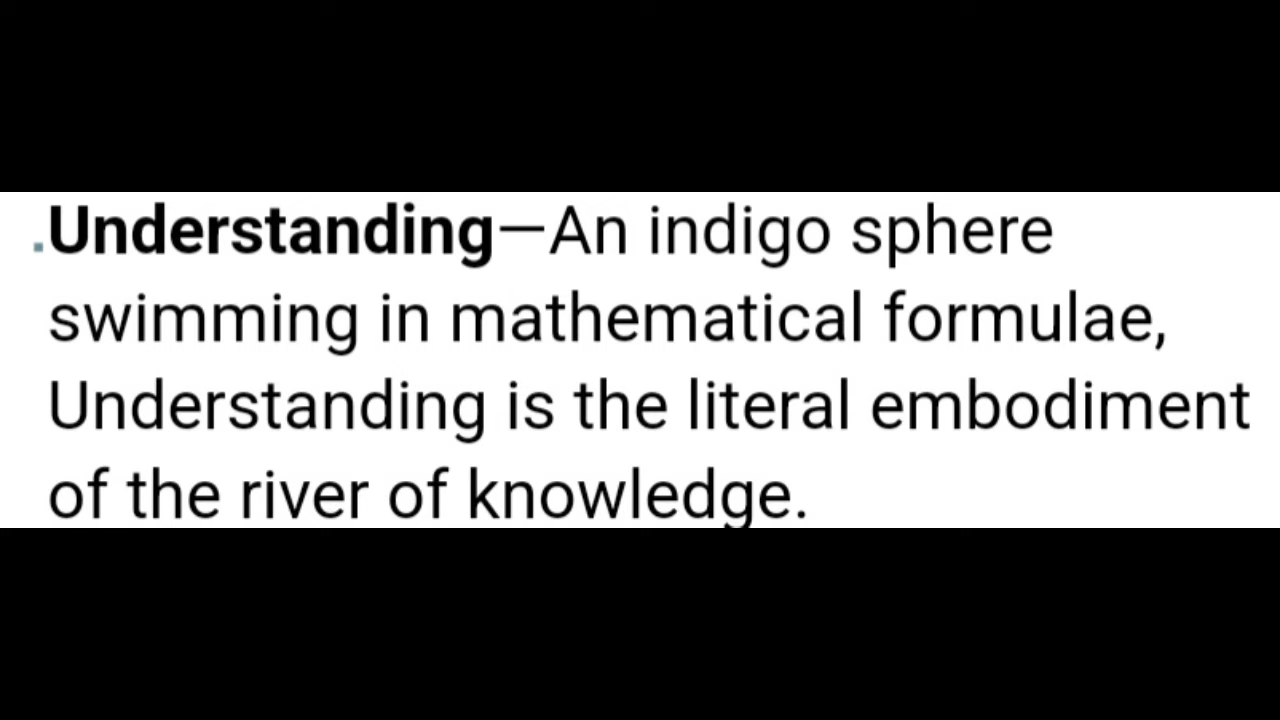 .Understanding—An indigo sphere
swimming in mathematical formulae,
Understanding is the literal embodiment
of the river of knowledge.